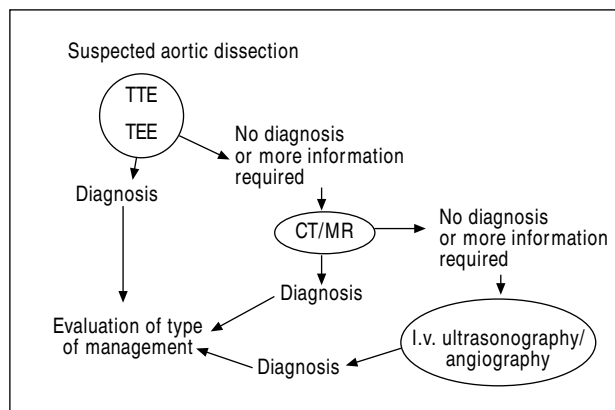 Suspected aortic dissection
TTE
TEE
No diagnosis
or more information
required
Diagnosis
CT/MR
No diagnosis
or more information
required
Diagnosis
Evaluation of type
of management
I.v. ultrasonography/
angiography
Diagnosis